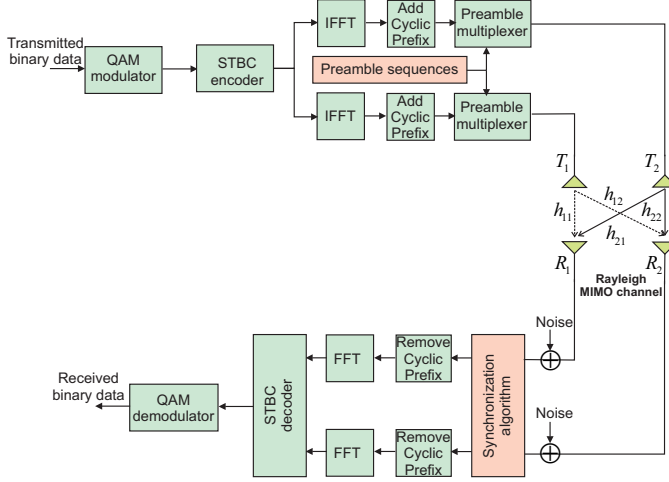 Transmitted
binary data
QAM
modulator
STBC
encoder
IFFT
Add
Cyclic
Prefix
Preamble
multiplexer
Preamble sequences
IFFT
Add
Cyclic
Prefix
Preamble
multiplexer
T1
T2
h12
h11
h22
h21
R1
R2
Rayleigh
MIMO channel
Noise
Synchronization
algorithm
Remove
Cyclic
Prefix
FFT
STBC
decoder
Received
binary data
QAM
demodulator
Noise
Remove
Cyclic
Prefix
FFT